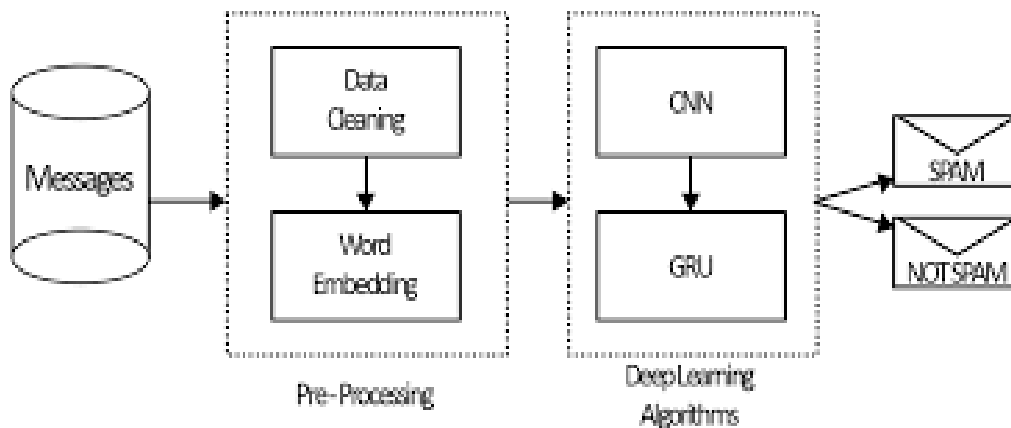 Messages
Data
Cleaning
Word
Embedding
Pre-Processing
CNN
GRU
Deep Learning
Algorithms
SPAM
NOT SPAM